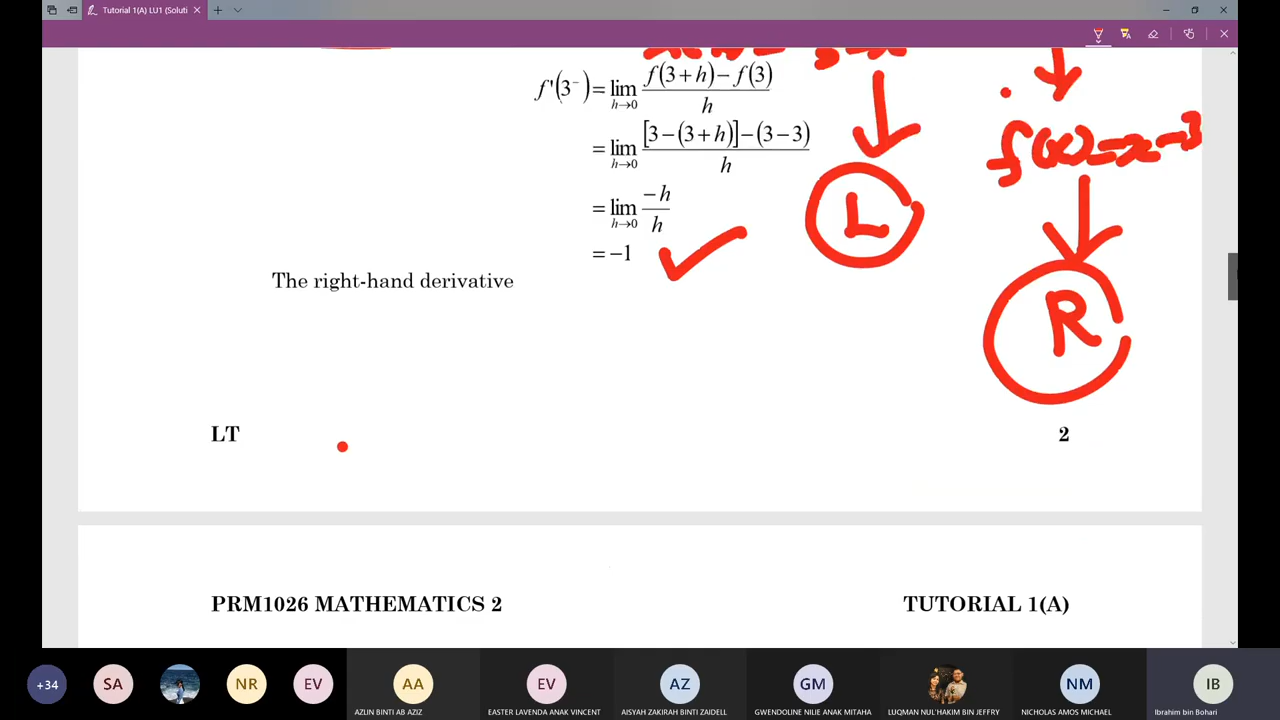 Tutorial 1(A) LU1 (Soluti
f'(3⁻) = lim h→0 f(3+h) − f(3) / h
= lim h→0 [3−(3+h)]−(3−3) / h
= lim h→0 −h / h
= −1
L
f(x)=x-3
R
The right-hand derivative
LT 2
PRM1026 MATHEMATICS 2 TUTORIAL 1(A)
+34 SA NR EV AA EV AZ GM NM IB
AZLIN BINTI AB AZIZ EASTER LAVENDA ANAK VINCENT AISYAH ZAKIRAH BINTI ZAIDELL GWENDOLINE NILIE ANAK MITAHA LUQMAN NUL'HAKIM BIN JEFFRY NICHOLAS AMOS MICHAEL Ibrahim bin Bohari